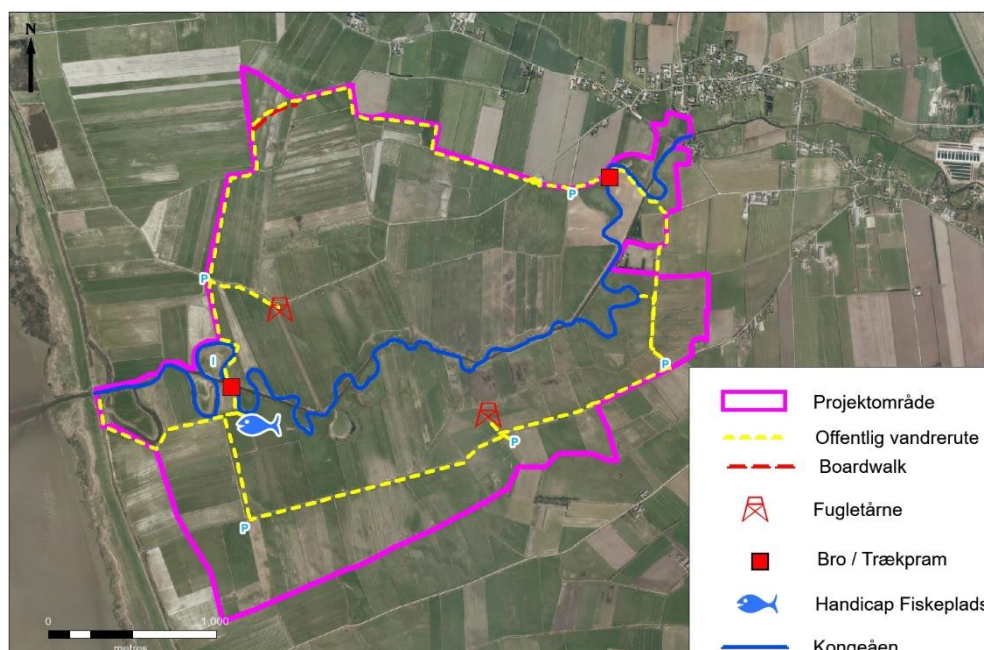 N
P
P
I
P
P
P
Projektområde
Offentlig vandrerute
Boardwalk
Fugletårne
Bro / Trækpram
Handicap Fiskeplads
Kongeåen
0 1,000
metres